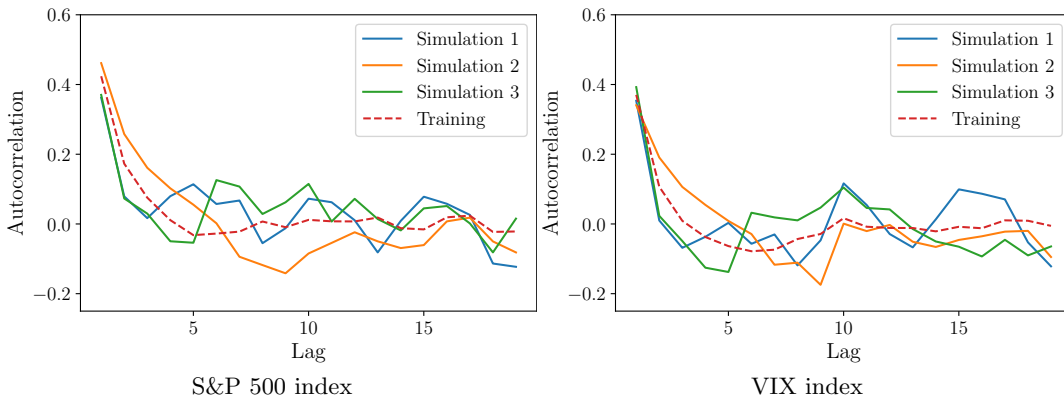 0.6
0.4
0.2
0.0
−0.2
Autocorrelation
Simulation 1
Simulation 2
Simulation 3
Training
5
10
15
Lag
S&P 500 index
0.6
0.4
0.2
0.0
−0.2
Autocorrelation
Simulation 1
Simulation 2
Simulation 3
Training
5
10
15
Lag
VIX index